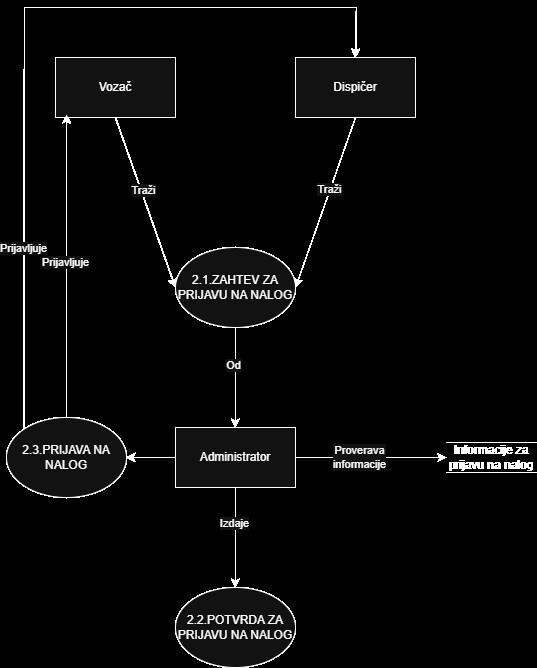 Vozač
Dispičer
Traži
Traži
Prijavljuje
Prijavljuje
2.1.ZAHTEV ZA
PRIJAVU NA NALOG
Od
2.3.PRIJAVA NA
NALOG
Administrator
Proverava
informacije
Informacije za
prijavu na nalog
Izdaje
2.2.POTVRDA ZA
PRIJAVU NA NALOG